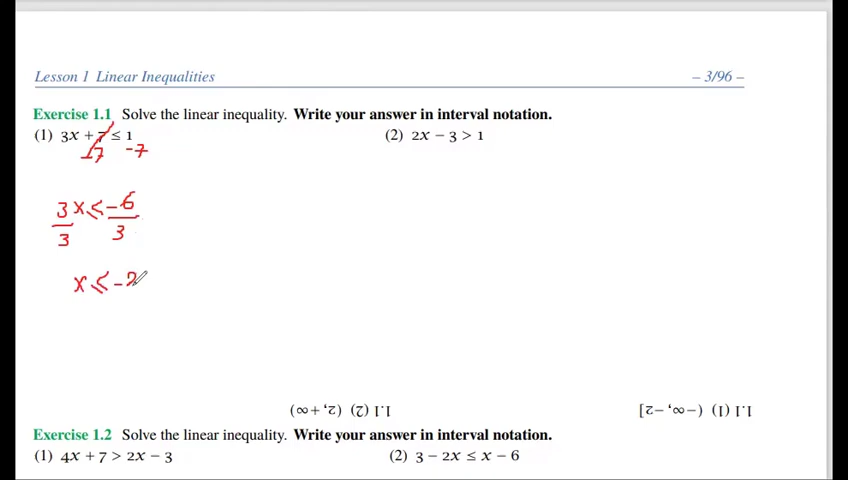 Lesson 1 Linear Inequalities – 3/96 –
Exercise 1.1 Solve the linear inequality. Write your answer in interval notation.
(1) 3x + 7 ≤ 1 (2) 2x − 3 > 1
−7 −7
3x ≤ −6
3 3
x ≤ −2
1.1 (1) (−∞, −2] 1.1 (2) (2, +∞)
Exercise 1.2 Solve the linear inequality. Write your answer in interval notation.
(1) 4x + 7 > 2x − 3 (2) 3 − 2x ≤ x − 6